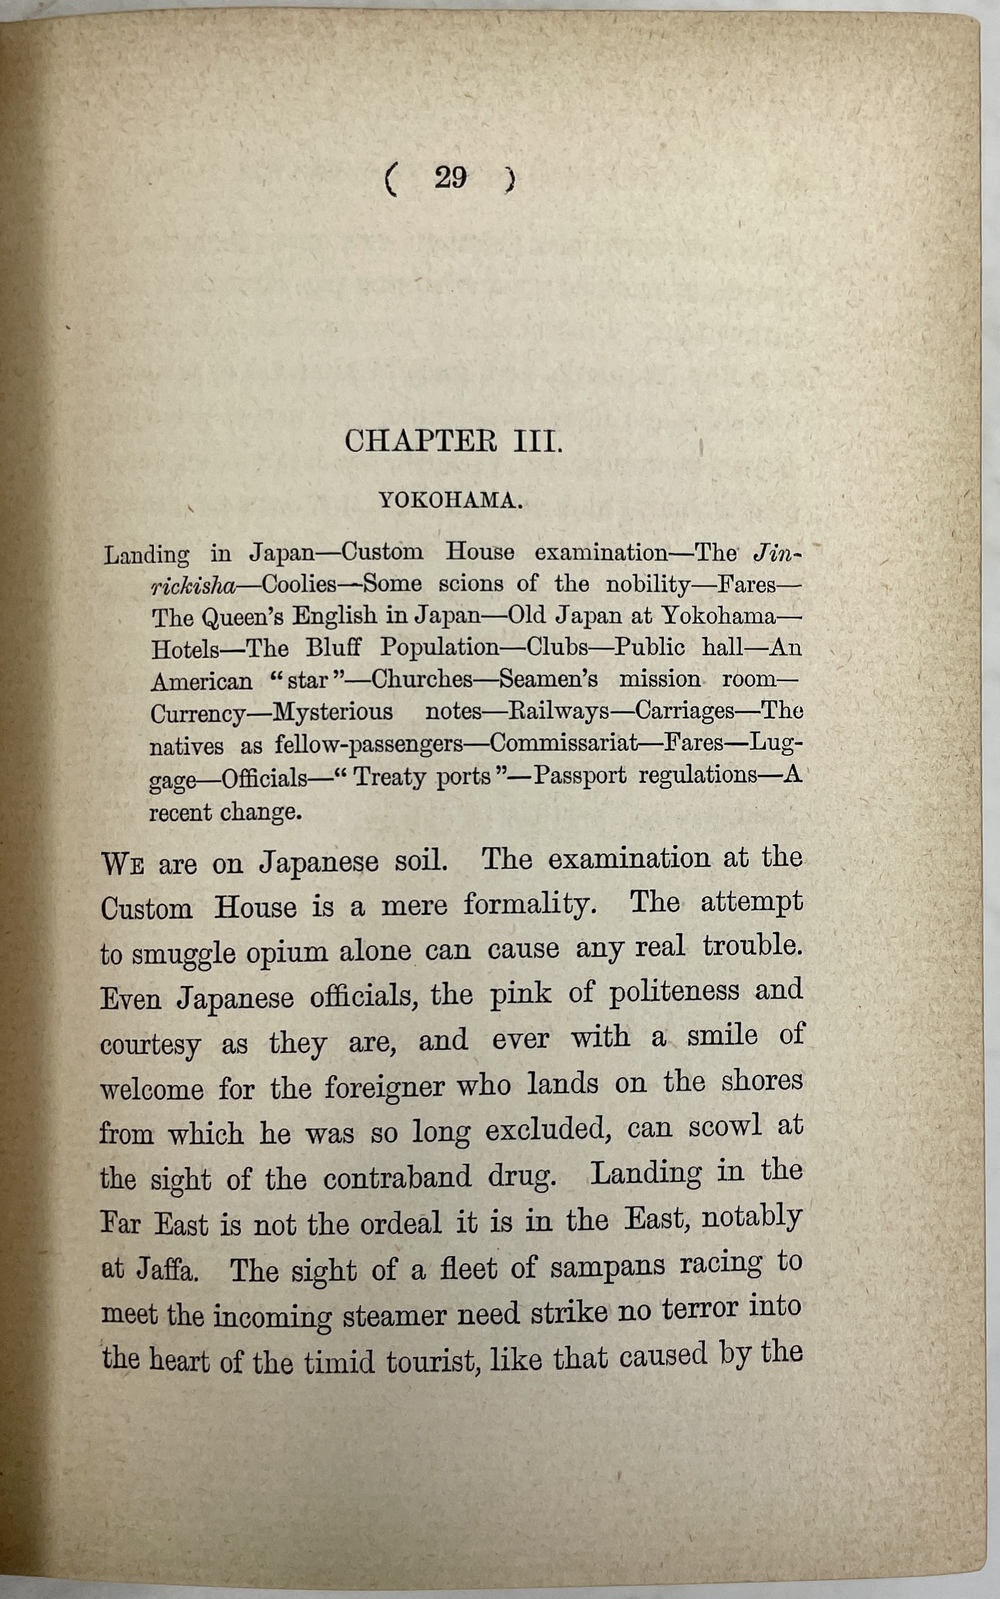 ( 29 )
CHAPTER III.
YOKOHAMA.
Landing in Japan—Custom House examination—The Jin-
rickisha—Coolies—Some scions of the nobility—Fares—
The Queen's English in Japan—Old Japan at Yokohama—
Hotels—The Bluff Population—Clubs—Public hall—An
American “star”—Churches—Seamen's mission room—
Currency—Mysterious notes—Railways—Carriages—The
natives as fellow-passengers—Commissariat—Fares—Lug-
gage—Officials—“Treaty ports”—Passport regulations—A
recent change.
WE are on Japanese soil. The examination at the
Custom House is a mere formality. The attempt
to smuggle opium alone can cause any real trouble.
Even Japanese officials, the pink of politeness and
courtesy as they are, and ever with a smile of
welcome for the foreigner who lands on the shores
from which he was so long excluded, can scowl at
the sight of the contraband drug. Landing in the
Far East is not the ordeal it is in the East, notably
at Jaffa. The sight of a fleet of sampans racing to
meet the incoming steamer need strike no terror into
the heart of the timid tourist, like that caused by the